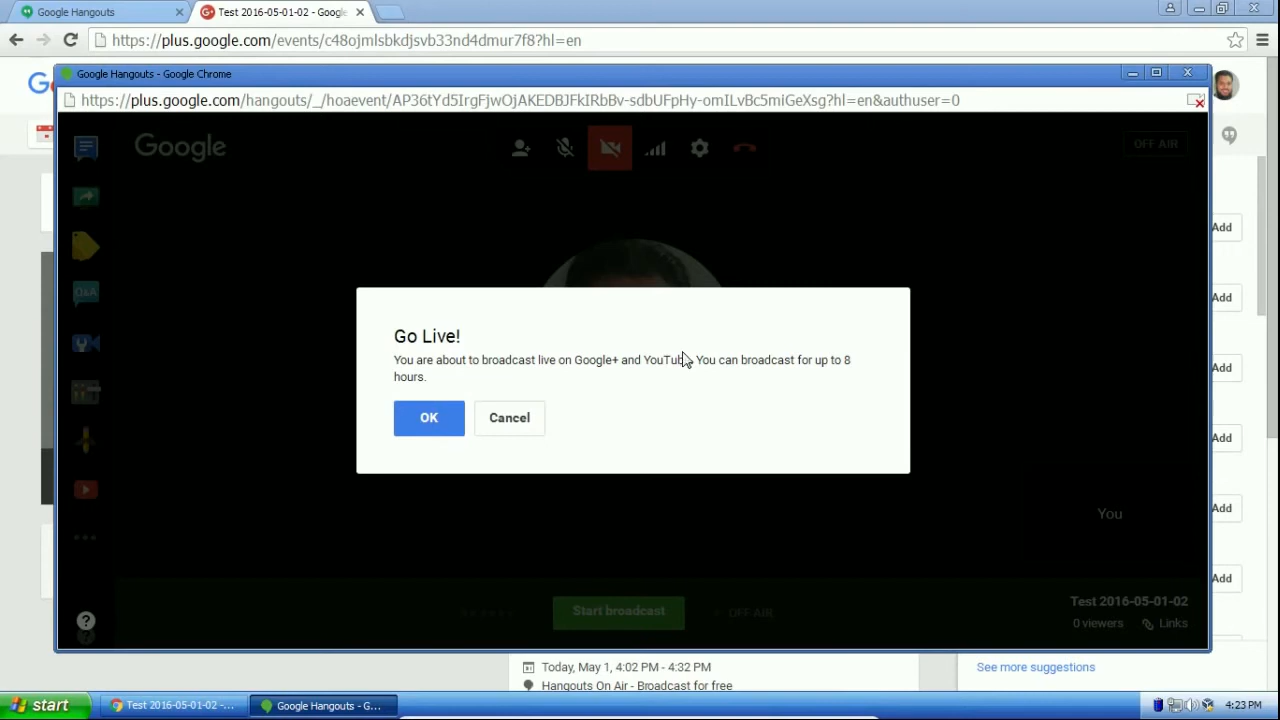 Google Hangouts
Test 2016-05-01-02 - Google
https://plus.google.com/events/c48ojmlsbkdjsvb33nd4dmur7f8?hl=en
Google Hangouts - Google Chrome
https://plus.google.com/hangouts/_/hoaevent/AP36tYd5IrgFjwOjAKEDBJFkIRbBv-sdbUFpHy-omILvBc5miGeXsg?hl=en&authuser=0
Google
OFF AIR
Q&A
Add
Add
Add
Add
Add
Add
Go Live!
You are about to broadcast live on Google+ and YouTube. You can broadcast for up to 8
hours.
OK
Cancel
You
Start broadcast
OFF AIR
Test 2016-05-01-02
0 viewers
Links
Today, May 1, 4:02 PM - 4:32 PM
Hangouts On Air - Broadcast for free
See more suggestions
start
Test 2016-05-01-02 -...
Google Hangouts - G...
4:23 PM